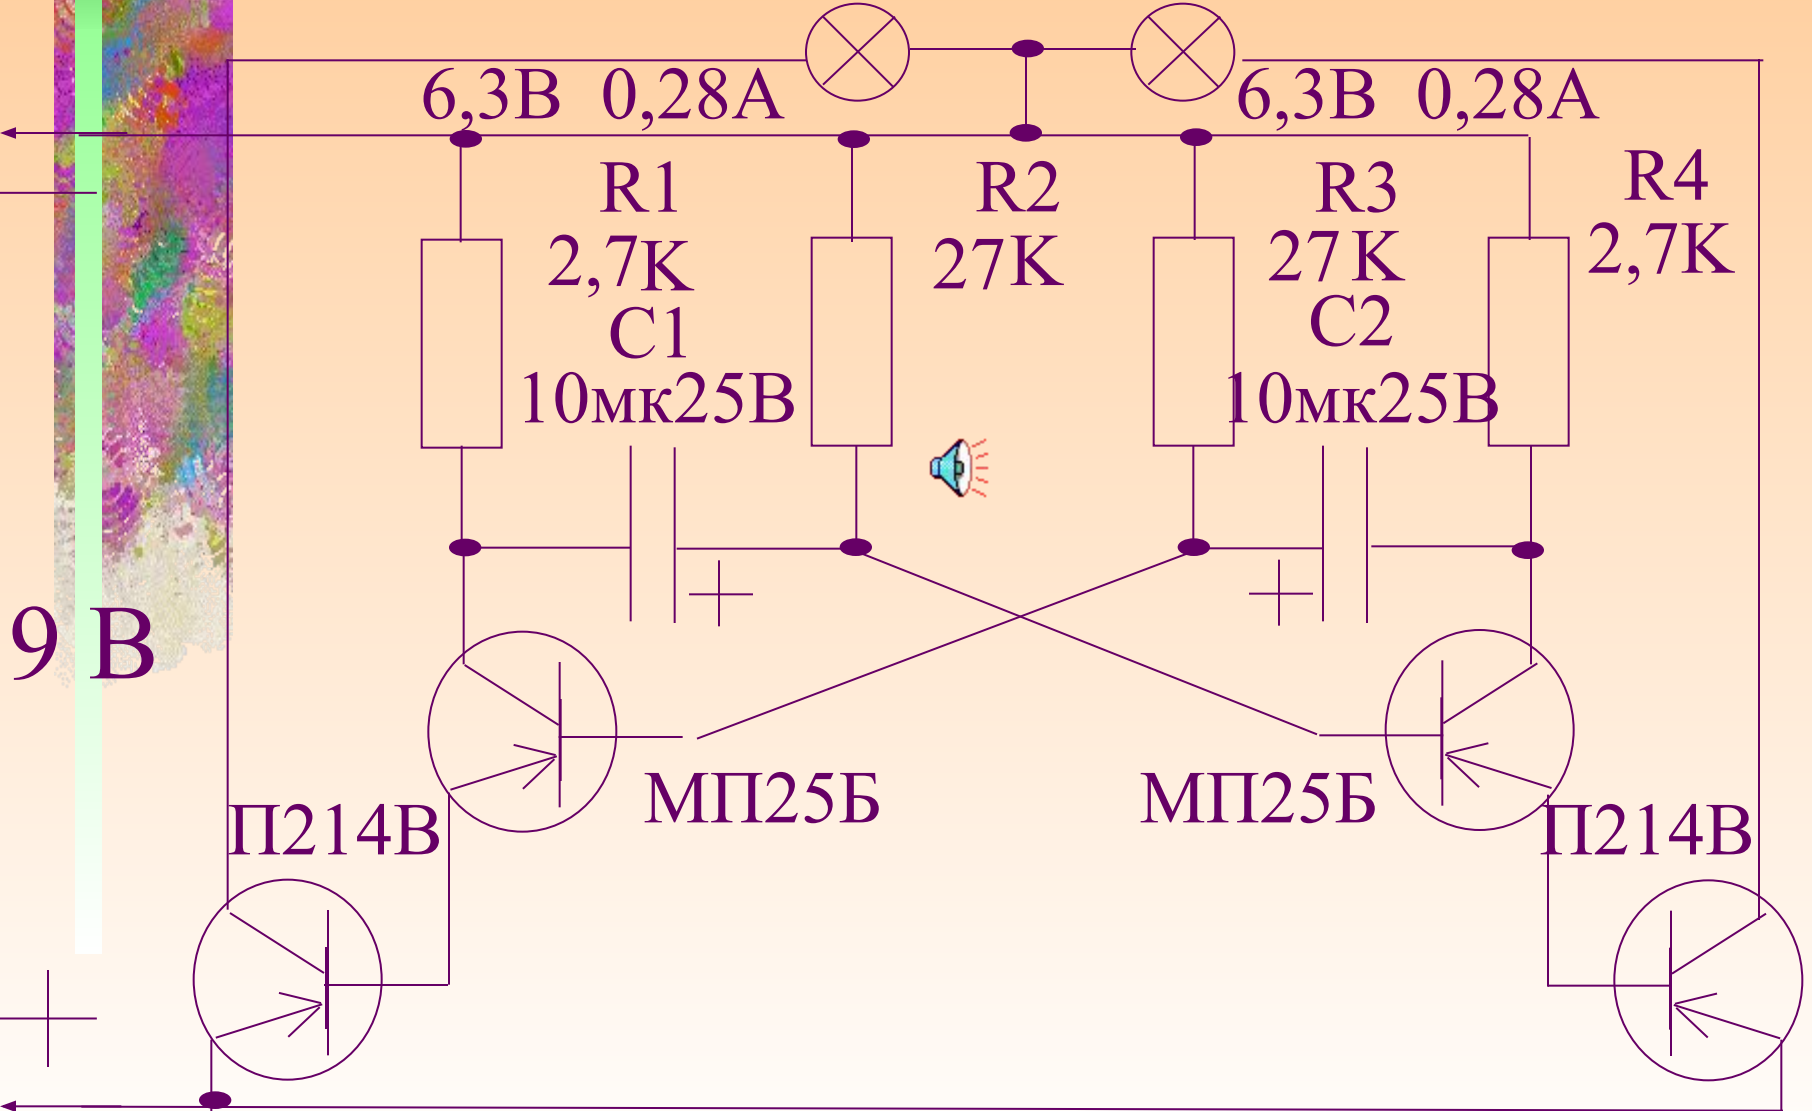 6,3В 0,28А
6,3В 0,28А
R1
2,7К
R2
27К
R3
27К
R4
2,7К
С1
10мк25В
С2
10мк25В
9 В
МП25Б
МП25Б
П214В
П214В